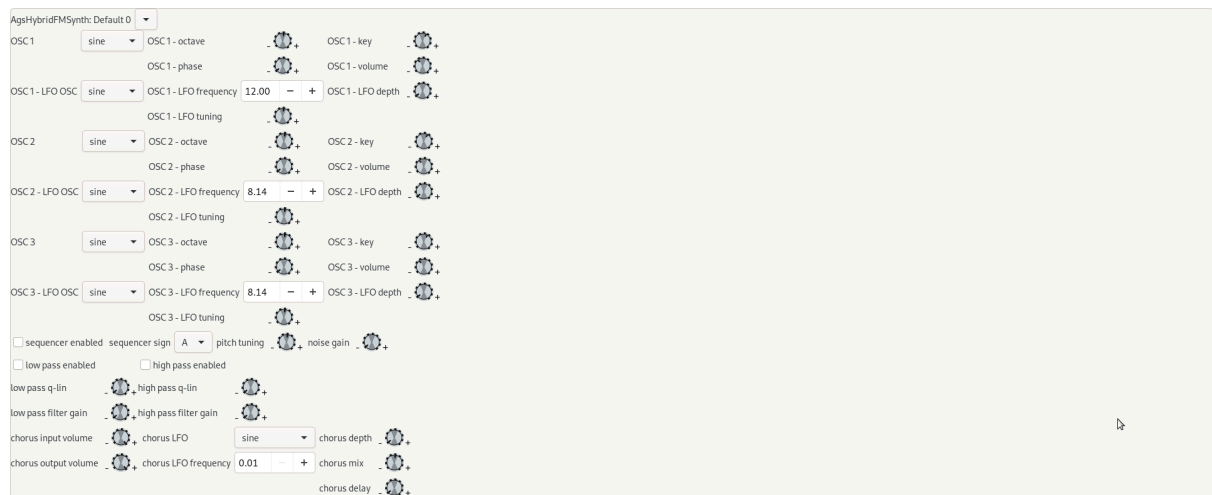 AgsHybridFMSynth: Default 0
OSC 1 sine OSC 1 - octave - + OSC 1 - key - +
OSC 1 - phase - + OSC 1 - volume - +
OSC 1 - LFO OSC sine OSC 1 - LFO frequency 12.00 − + OSC 1 - LFO depth - +
OSC 1 - LFO tuning - +
OSC 2 sine OSC 2 - octave - + OSC 2 - key - +
OSC 2 - phase - + OSC 2 - volume - +
OSC 2 - LFO OSC sine OSC 2 - LFO frequency 8.14 − + OSC 2 - LFO depth - +
OSC 2 - LFO tuning - +
OSC 3 sine OSC 3 - octave - + OSC 3 - key - +
OSC 3 - phase - + OSC 3 - volume - +
OSC 3 - LFO OSC sine OSC 3 - LFO frequency 8.14 − + OSC 3 - LFO depth - +
OSC 3 - LFO tuning - +
sequencer enabled sequencer sign A pitch tuning - + noise gain - +
low pass enabled high pass enabled
low pass q-lin - + high pass q-lin - +
low pass filter gain - + high pass filter gain - +
chorus input volume - + chorus LFO sine chorus depth - +
chorus output volume - + chorus LFO frequency 0.01 − + chorus mix - +
chorus delay - +